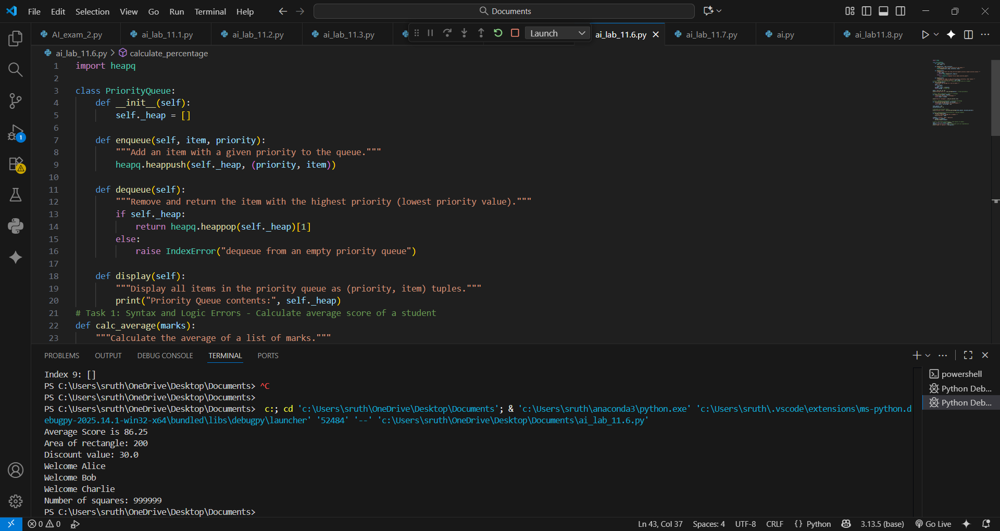 File Edit Selection View Go Run Terminal Help Documents
AI_exam_2.py ai_lab_11.1.py ai_lab_11.2.py ai_lab_11.3.py Launch ai_lab_11.6.py ai_lab_11.7.py ai.py ai_lab11.8.py
ai_lab_11.6.py > calculate_percentage
1 import heapq
2
3 class PriorityQueue:
4     def __init__(self):
5         self._heap = []
6
7     def enqueue(self, item, priority):
8         """Add an item with a given priority to the queue."""
9         heapq.heappush(self._heap, (priority, item))
10
11     def dequeue(self):
12         """Remove and return the item with the highest priority (lowest priority value)."""
13         if self._heap:
14             return heapq.heappop(self._heap)[1]
15         else:
16             raise IndexError("dequeue from an empty priority queue")
17
18     def display(self):
19         """Display all items in the priority queue as (priority, item) tuples."""
20         print("Priority Queue contents:", self._heap)
21 # Task 1: Syntax and Logic Errors - Calculate average score of a student
22 def calc_average(marks):
23     """Calculate the average of a list of marks."""
PROBLEMS OUTPUT DEBUG CONSOLE TERMINAL PORTS
Index 9: []
PS C:\Users\sruth\OneDrive\Desktop\Documents> ^C
PS C:\Users\sruth\OneDrive\Desktop\Documents>
PS C:\Users\sruth\OneDrive\Desktop\Documents>  c:; cd 'c:\Users\sruth\OneDrive\Desktop\Documents'; & 'c:\Users\sruth\anaconda3\python.exe' 'c:\Users\sruth\.vscode\extensions\ms-python.d
ebugpy-2025.14.1-win32-x64\bundled\libs\debugpy\launcher' '52484' '--' 'c:\Users\sruth\OneDrive\Desktop\Documents\ai_lab_11.6.py'
Average Score is 86.25
Area of rectangle: 200
Discount value: 30.0
Welcome Alice
Welcome Bob
Welcome Charlie
Number of squares: 999999
PS C:\Users\sruth\OneDrive\Desktop\Documents>
powershell
Python Deb...
Python Deb...
1
0 0 Ln 43, Col 37 Spaces: 4 UTF-8 CRLF {} Python 3.13.5 (base) Go Live